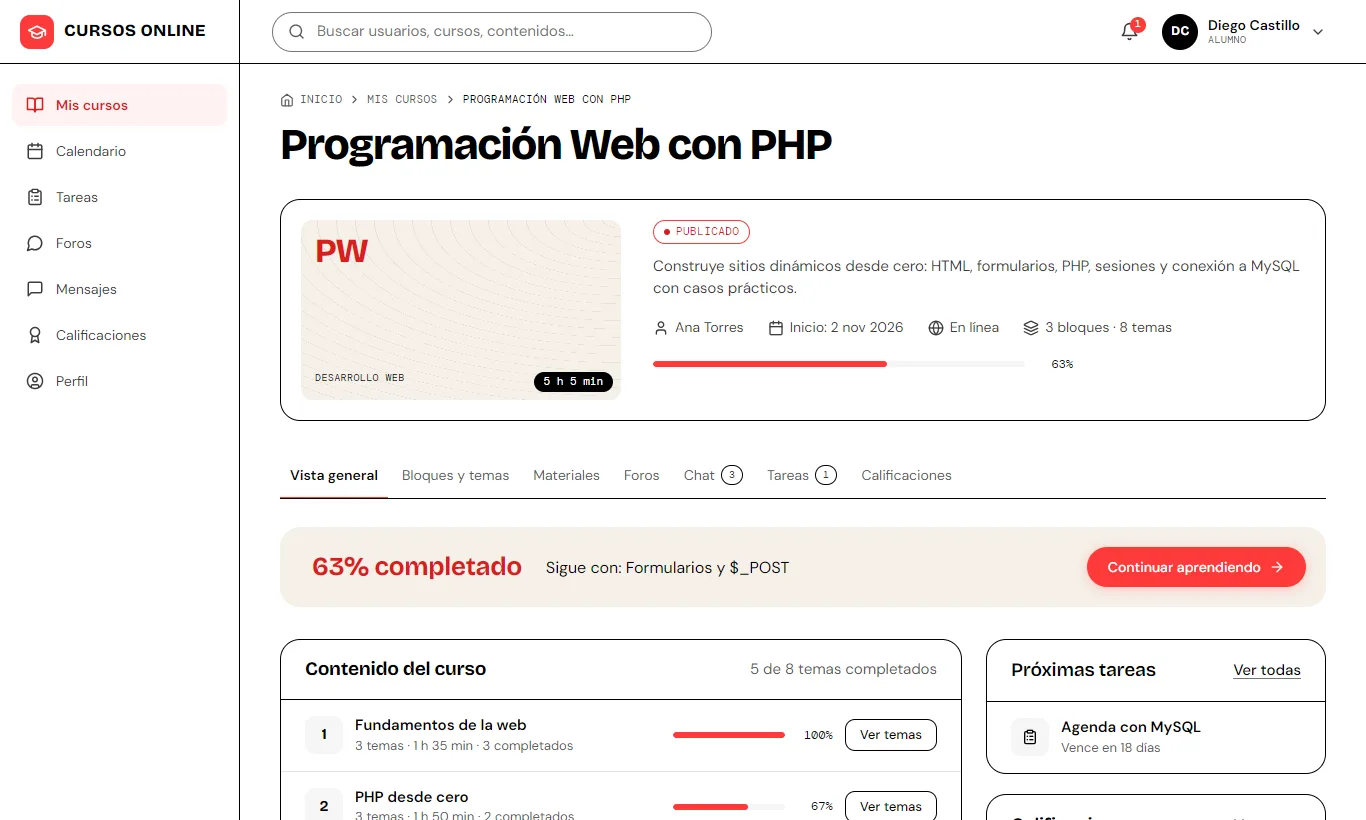 CURSOS ONLINE
Buscar usuarios, cursos, contenidos...
1
DC
Diego Castillo
ALUMNO
Mis cursos
Calendario
Tareas
Foros
Mensajes
Calificaciones
Perfil
INICIO > MIS CURSOS > PROGRAMACIÓN WEB CON PHP
Programación Web con PHP
PW
DESARROLLO WEB
5 h 5 min
PUBLICADO
Construye sitios dinámicos desde cero: HTML, formularios, PHP, sesiones y conexión a MySQL
con casos prácticos.
Ana Torres
Inicio: 2 nov 2026
En línea
3 bloques · 8 temas
63%
Vista general
Bloques y temas
Materiales
Foros
Chat 3
Tareas 1
Calificaciones
63% completado
Sigue con: Formularios y $_POST
Continuar aprendiendo →
Contenido del curso
5 de 8 temas completados
1
Fundamentos de la web
3 temas · 1 h 35 min · 3 completados
100%
Ver temas
2
PHP desde cero
3 temas · 1 h 50 min · 2 completados
67%
Ver temas
Próximas tareas
Ver todas
Agenda con MySQL
Vence en 18 días